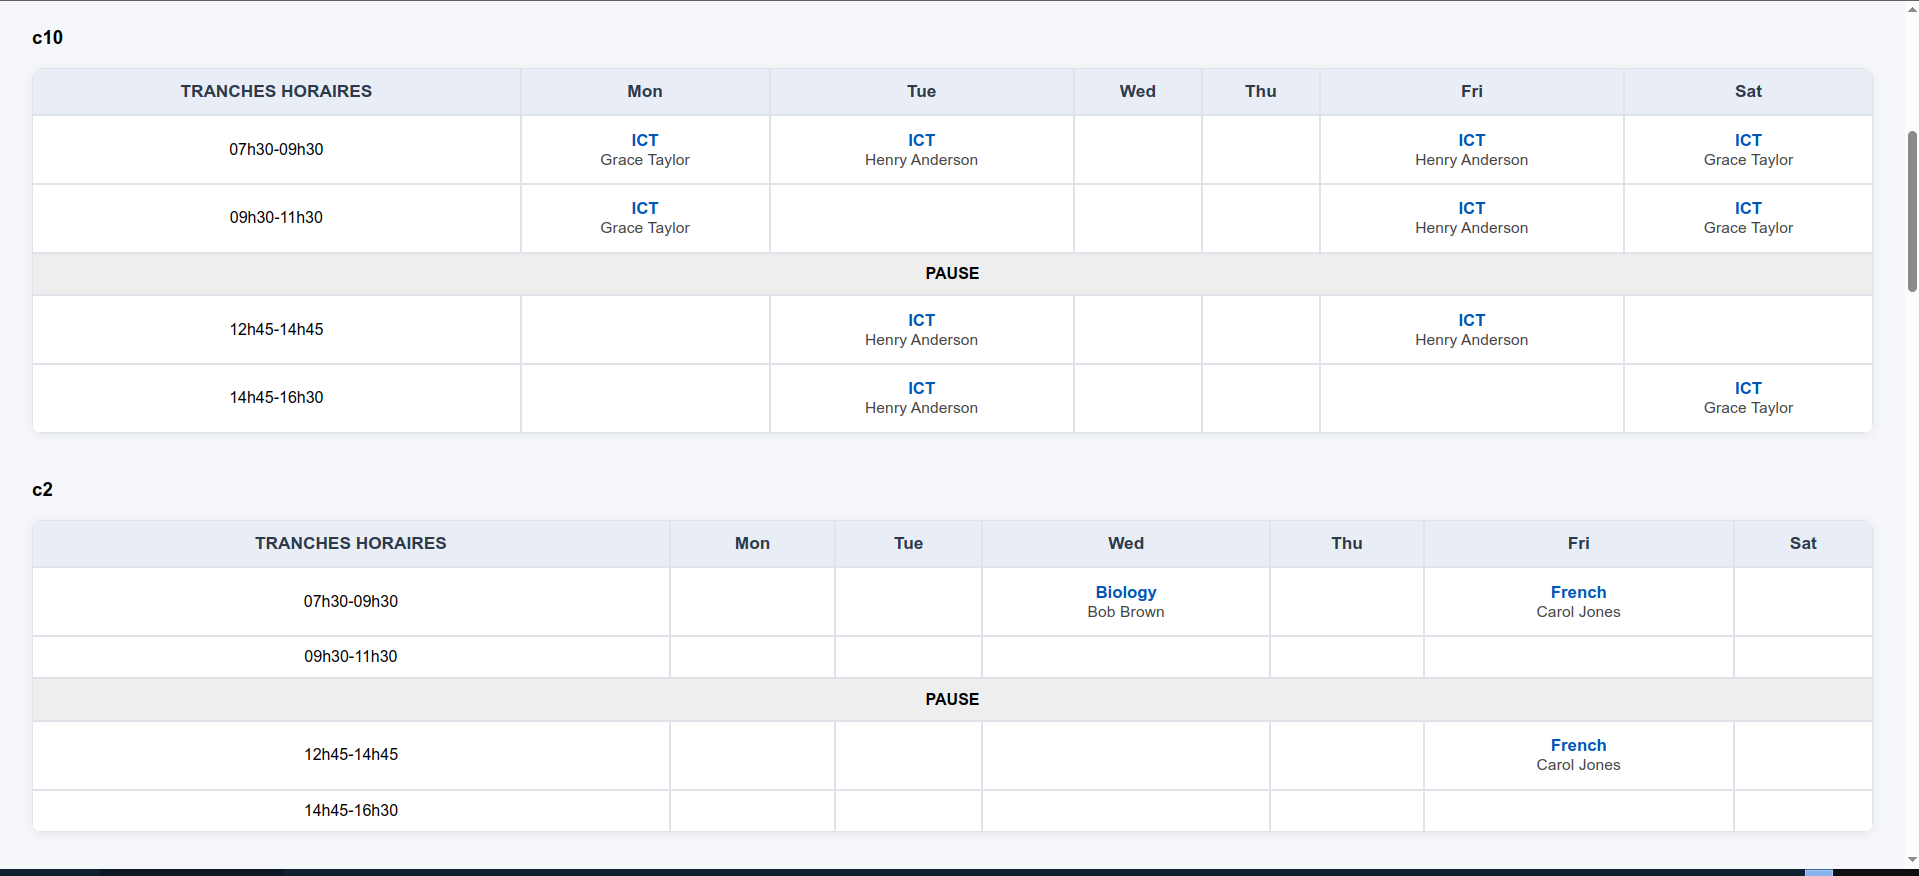 c10
TRANCHES HORAIRES Mon Tue Wed Thu Fri Sat
07h30-09h30 ICT Grace Taylor ICT Henry Anderson ICT Henry Anderson ICT Grace Taylor
09h30-11h30 ICT Grace Taylor ICT Henry Anderson ICT Grace Taylor
PAUSE
12h45-14h45 ICT Henry Anderson ICT Henry Anderson
14h45-16h30 ICT Henry Anderson ICT Grace Taylor
c2
TRANCHES HORAIRES Mon Tue Wed Thu Fri Sat
07h30-09h30 Biology Bob Brown French Carol Jones
09h30-11h30
PAUSE
12h45-14h45 French Carol Jones
14h45-16h30